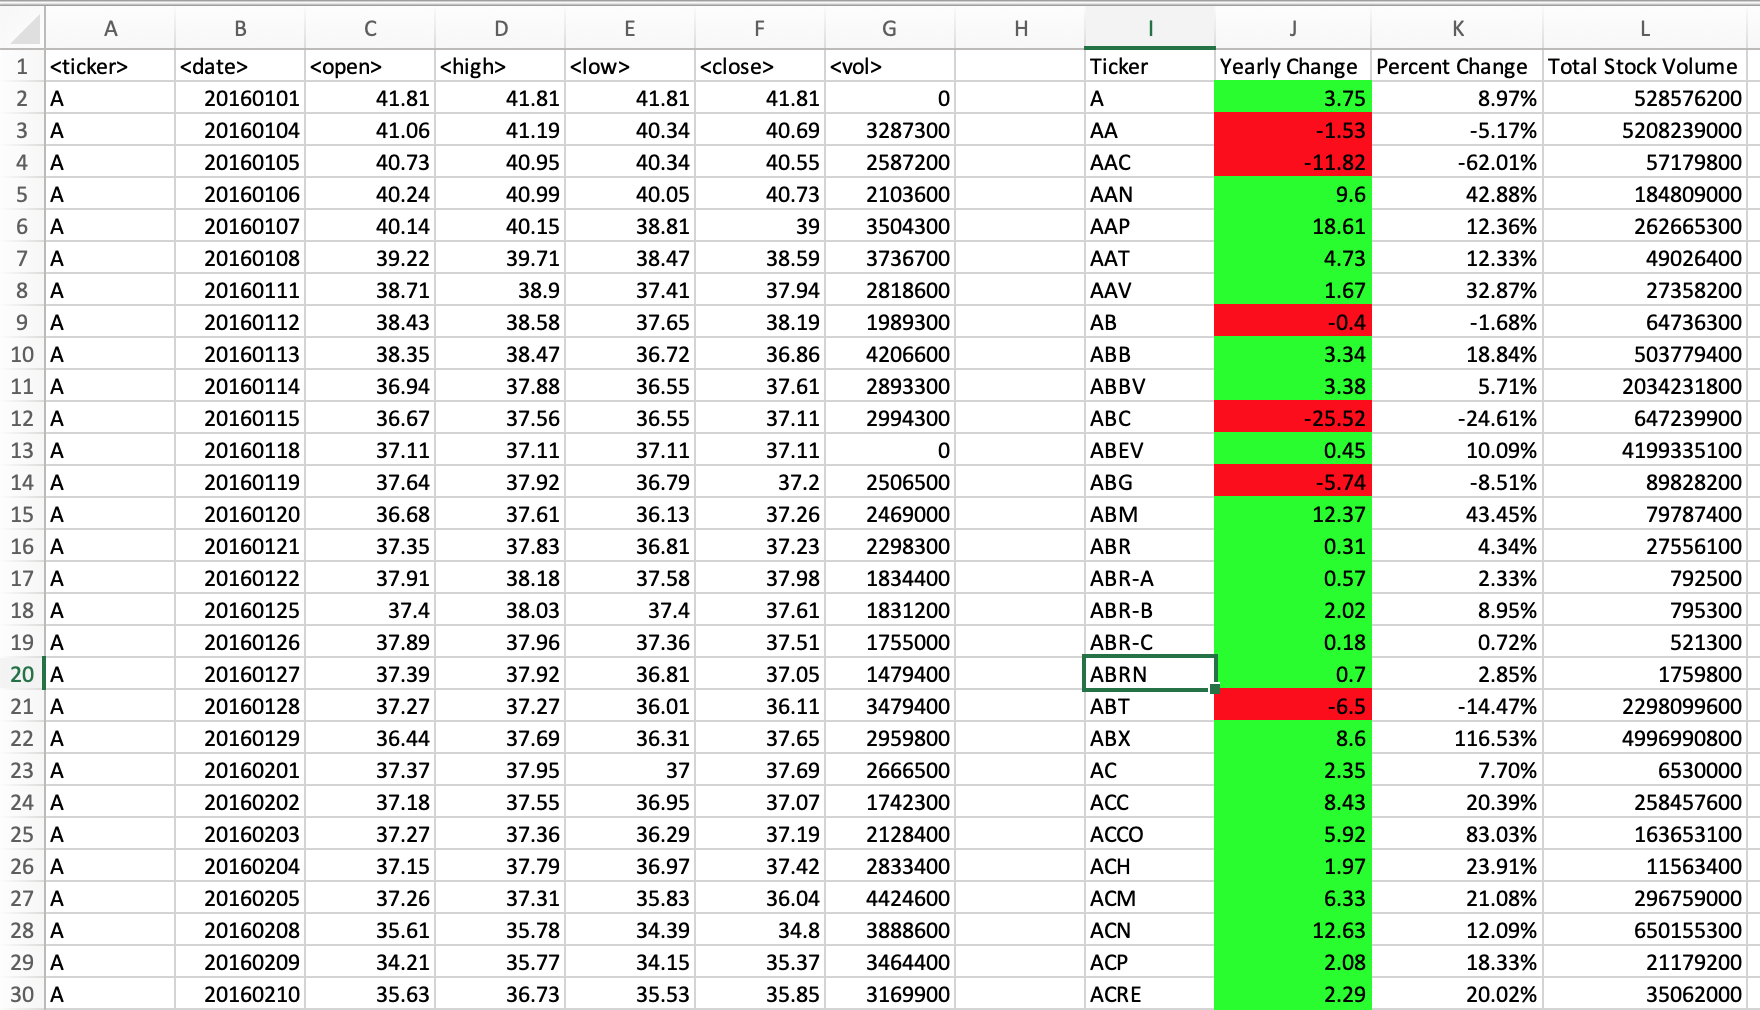 A B C D E F G H I J K L
1 <ticker> <date> <open> <high> <low> <close> <vol> Ticker Yearly Change Percent Change Total Stock Volume
2 A 20160101 41.81 41.81 41.81 41.81 0 A 3.75 8.97% 528576200
3 A 20160104 41.06 41.19 40.34 40.69 3287300 AA -1.53 -5.17% 5208239000
4 A 20160105 40.73 40.95 40.34 40.55 2587200 AAC -11.82 -62.01% 57179800
5 A 20160106 40.24 40.99 40.05 40.73 2103600 AAN 9.6 42.88% 184809000
6 A 20160107 40.14 40.15 38.81 39 3504300 AAP 18.61 12.36% 262665300
7 A 20160108 39.22 39.71 38.47 38.59 3736700 AAT 4.73 12.33% 49026400
8 A 20160111 38.71 38.9 37.41 37.94 2818600 AAV 1.67 32.87% 27358200
9 A 20160112 38.43 38.58 37.65 38.19 1989300 AB -0.4 -1.68% 64736300
10 A 20160113 38.35 38.47 36.72 36.86 4206600 ABB 3.34 18.84% 503779400
11 A 20160114 36.94 37.88 36.55 37.61 2893300 ABBV 3.38 5.71% 2034231800
12 A 20160115 36.67 37.56 36.55 37.11 2994300 ABC -25.52 -24.61% 647239900
13 A 20160118 37.11 37.11 37.11 37.11 0 ABEV 0.45 10.09% 4199335100
14 A 20160119 37.64 37.92 36.79 37.2 2506500 ABG -5.74 -8.51% 89828200
15 A 20160120 36.68 37.61 36.13 37.26 2469000 ABM 12.37 43.45% 79787400
16 A 20160121 37.35 37.83 36.81 37.23 2298300 ABR 0.31 4.34% 27556100
17 A 20160122 37.91 38.18 37.58 37.98 1834400 ABR-A 0.57 2.33% 792500
18 A 20160125 37.4 38.03 37.4 37.61 1831200 ABR-B 2.02 8.95% 795300
19 A 20160126 37.89 37.96 37.36 37.51 1755000 ABR-C 0.18 0.72% 521300
20 A 20160127 37.39 37.92 36.81 37.05 1479400 ABRN 0.7 2.85% 1759800
21 A 20160128 37.27 37.27 36.01 36.11 3479400 ABT -6.5 -14.47% 2298099600
22 A 20160129 36.44 37.69 36.31 37.65 2959800 ABX 8.6 116.53% 4996990800
23 A 20160201 37.37 37.95 37 37.69 2666500 AC 2.35 7.70% 6530000
24 A 20160202 37.18 37.55 36.95 37.07 1742300 ACC 8.43 20.39% 258457600
25 A 20160203 37.27 37.36 36.29 37.19 2128400 ACCO 5.92 83.03% 163653100
26 A 20160204 37.15 37.79 36.97 37.42 2833400 ACH 1.97 23.91% 11563400
27 A 20160205 37.26 37.31 35.83 36.04 4424600 ACM 6.33 21.08% 296759000
28 A 20160208 35.61 35.78 34.39 34.8 3888600 ACN 12.63 12.09% 650155300
29 A 20160209 34.21 35.77 34.15 35.37 3464400 ACP 2.08 18.33% 21179200
30 A 20160210 35.63 36.73 35.53 35.85 3169900 ACRE 2.29 20.02% 35062000